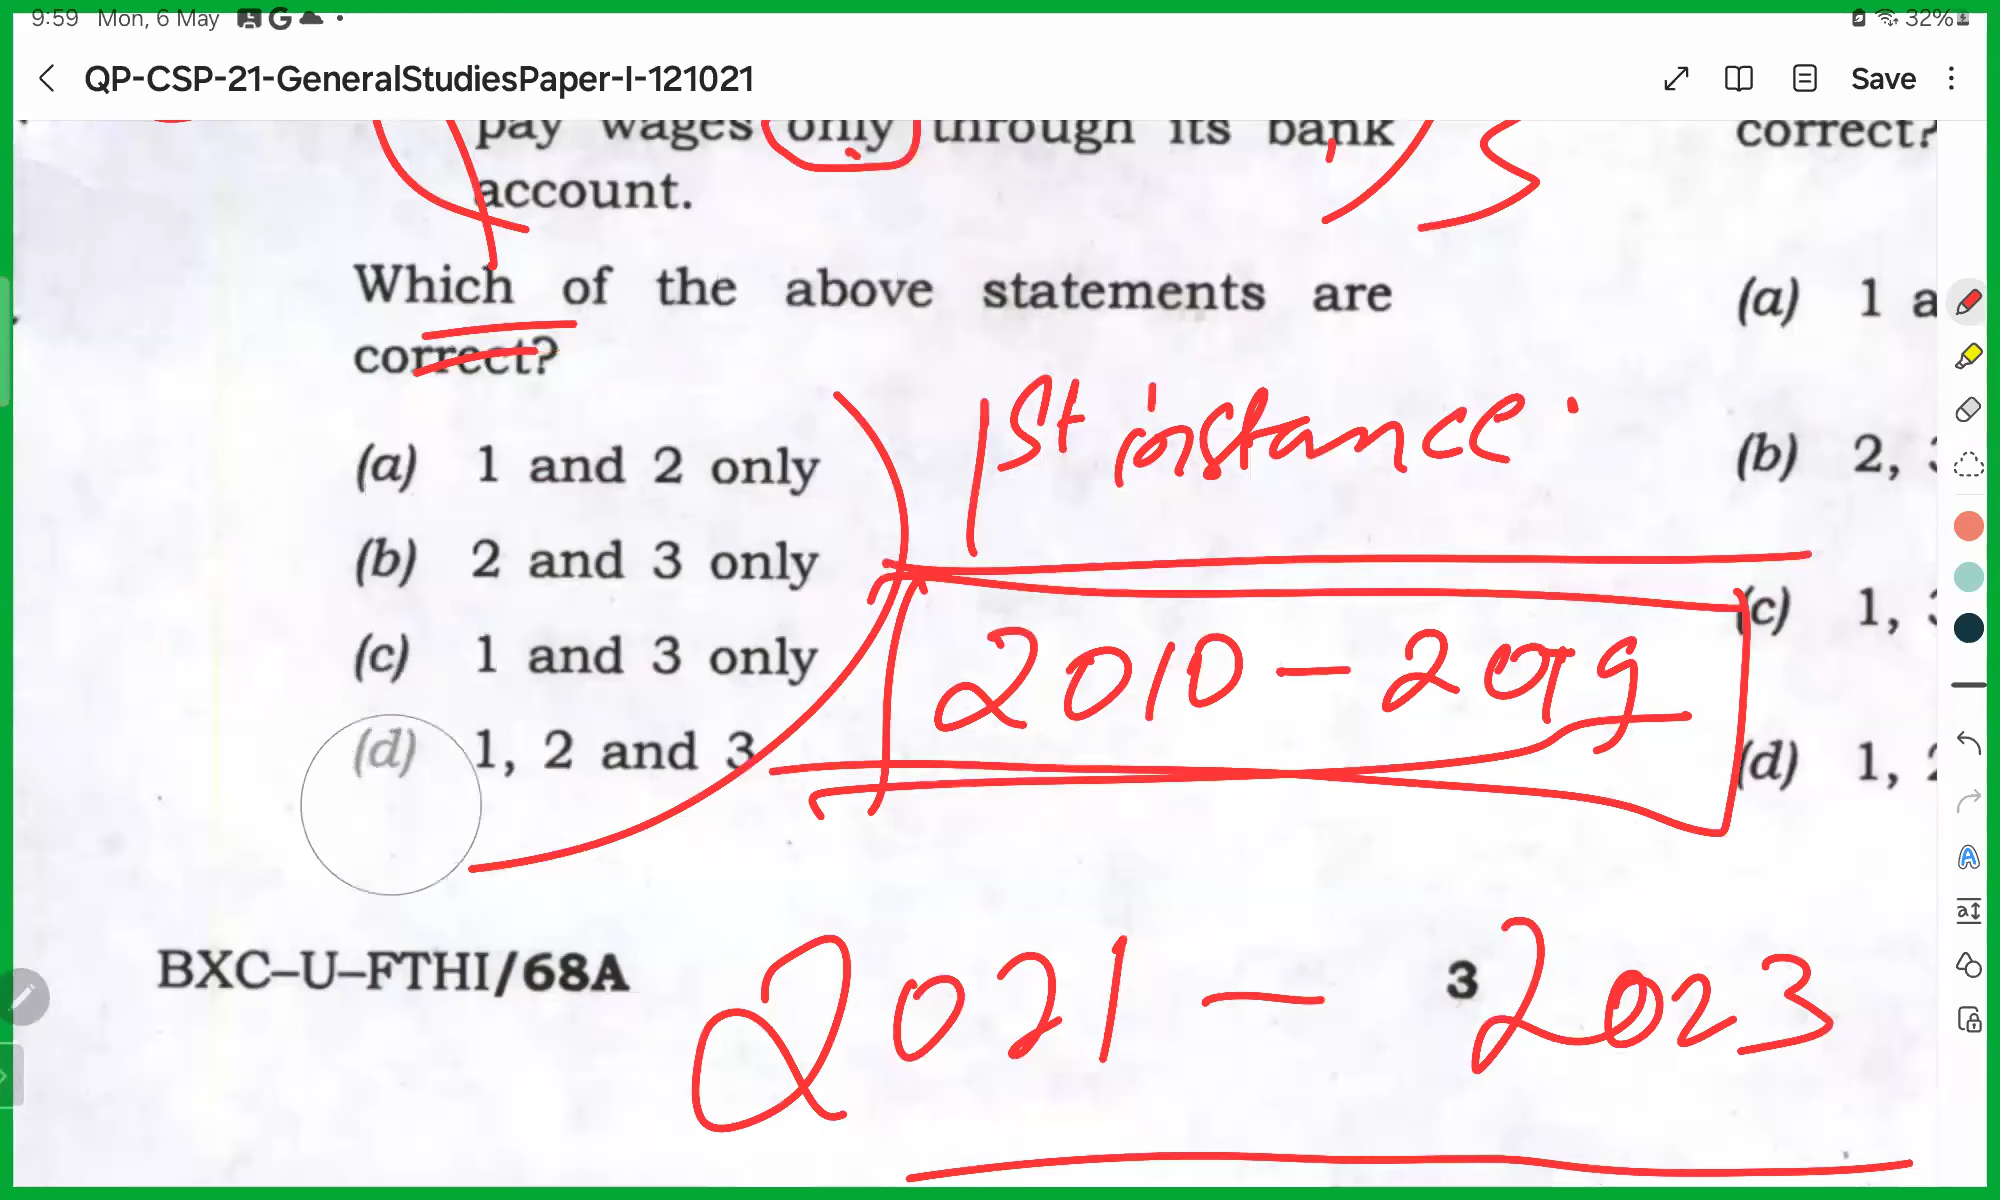 9:59 Mon, 6 May G 32%
QP-CSP-21-GeneralStudiesPaper-I-121021
Save
pay wages only through its bank
account.
Which of the above statements are
correct?
(a) 1 and 2 only
(b) 2 and 3 only
(c) 1 and 3 only
(d) 1, 2 and 3
1st instance.
2010 - 2019
2021 - 2023
BXC–U–FTHI/68A
3
correct?
(a) 1 a
(b) 2,
(c) 1,
(d) 1,